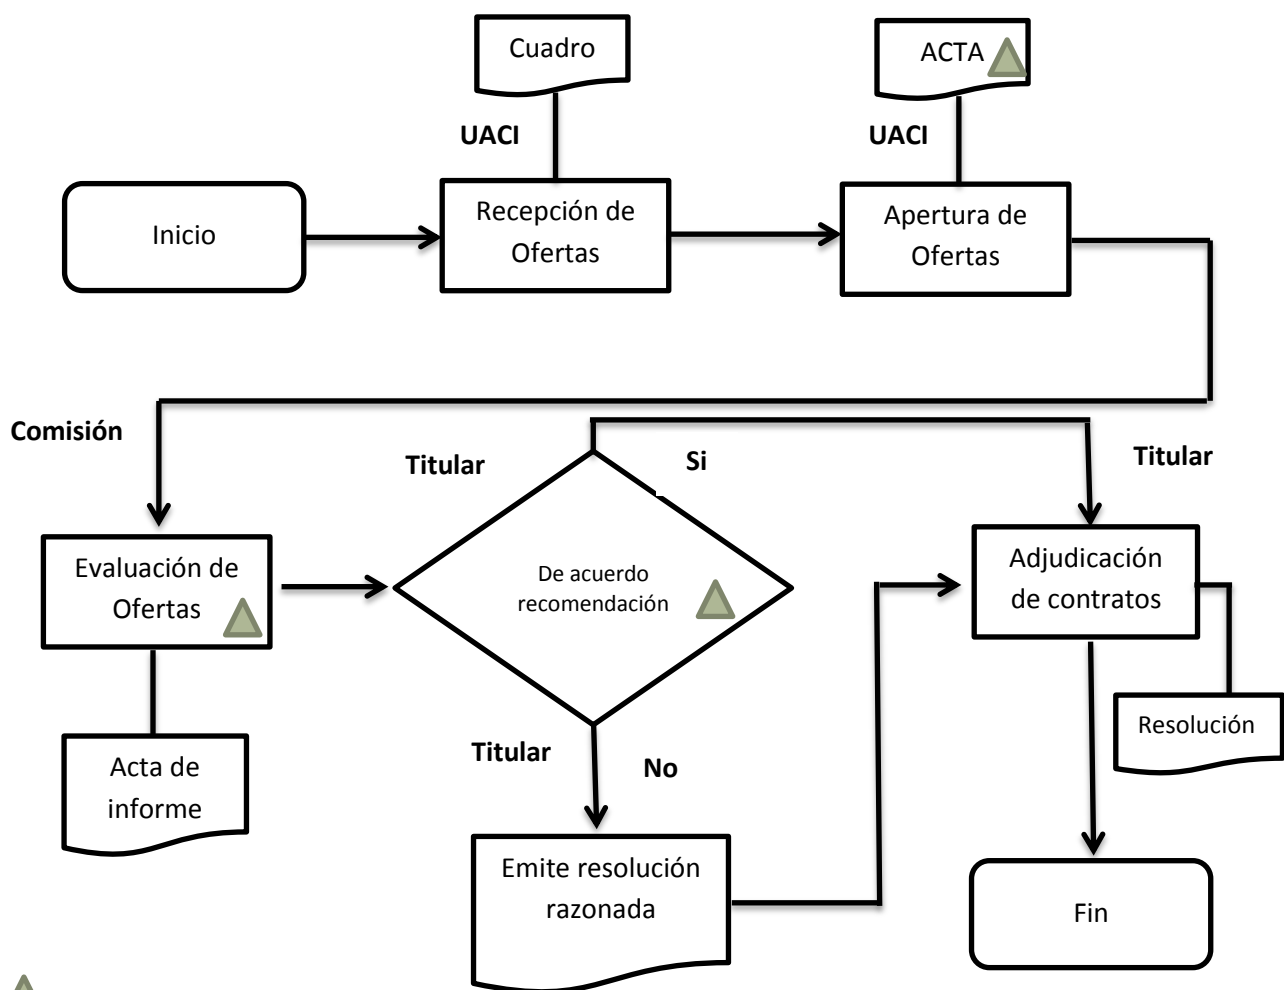 Cuadro
ACTA
UACI
UACI
Inicio
Recepción de
Ofertas
Apertura de
Ofertas
Comisión
Titular
Si
Titular
Evaluación de
Ofertas
De acuerdo
recomendación
Adjudicación
de contratos
Acta de
informe
Titular
No
Resolución
Emite resolución
razonada
Fin